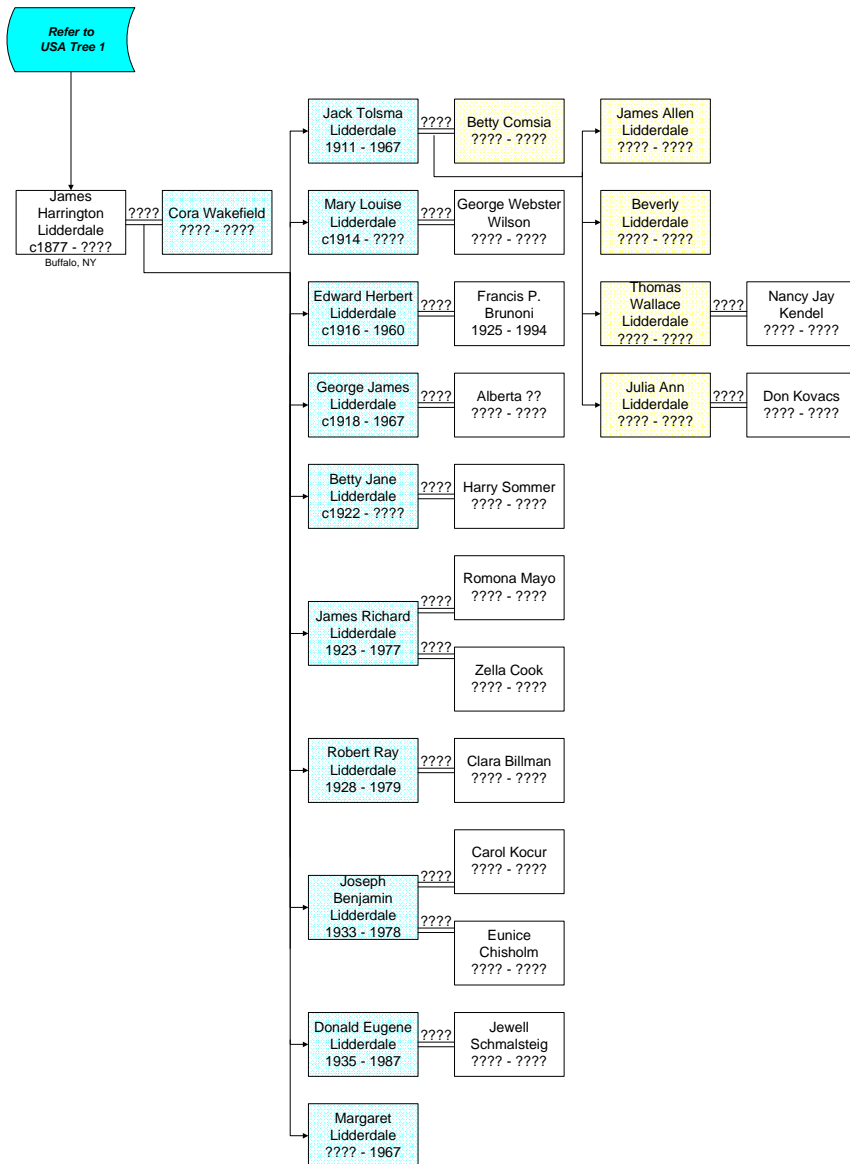 Refer to
USA Tree 1
James
Harrington
Lidderdale
c1877 - ????
Buffalo, NY
????
Cora Wakefield
???? - ????
Jack Tolsma
Lidderdale
1911 - 1967
????
Betty Comsia
???? - ????
James Allen
Lidderdale
???? - ????
Mary Louise
Lidderdale
c1914 - ????
????
George Webster
Wilson
???? - ????
Beverly
Lidderdale
???? - ????
Edward Herbert
Lidderdale
c1916 - 1960
????
Francis P.
Brunoni
1925 - 1994
Thomas
Wallace
Lidderdale
???? - ????
????
Nancy Jay
Kendel
???? - ????
George James
Lidderdale
c1918 - 1967
????
Alberta ??
???? - ????
Julia Ann
Lidderdale
???? - ????
????
Don Kovacs
???? - ????
Betty Jane
Lidderdale
c1922 - ????
????
Harry Sommer
???? - ????
James Richard
Lidderdale
1923 - 1977
????
Romona Mayo
???? - ????
????
Zella Cook
???? - ????
Robert Ray
Lidderdale
1928 - 1979
????
Clara Billman
???? - ????
Joseph
Benjamin
Lidderdale
1933 - 1978
????
Carol Kocur
???? - ????
????
Eunice
Chisholm
???? - ????
Donald Eugene
Lidderdale
1935 - 1987
????
Jewell
Schmalsteig
???? - ????
Margaret
Lidderdale
???? - 1967